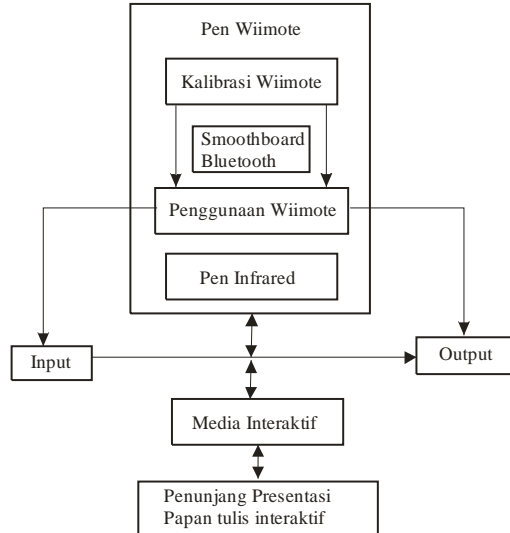 Pen Wiimote
Kalibrasi Wiimote
Smoothboard
Bluetooth
Penggunaan Wiimote
Pen Infrared
Input
Output
Media Interaktif
Penunjang Presentasi
Papan tulis interaktif